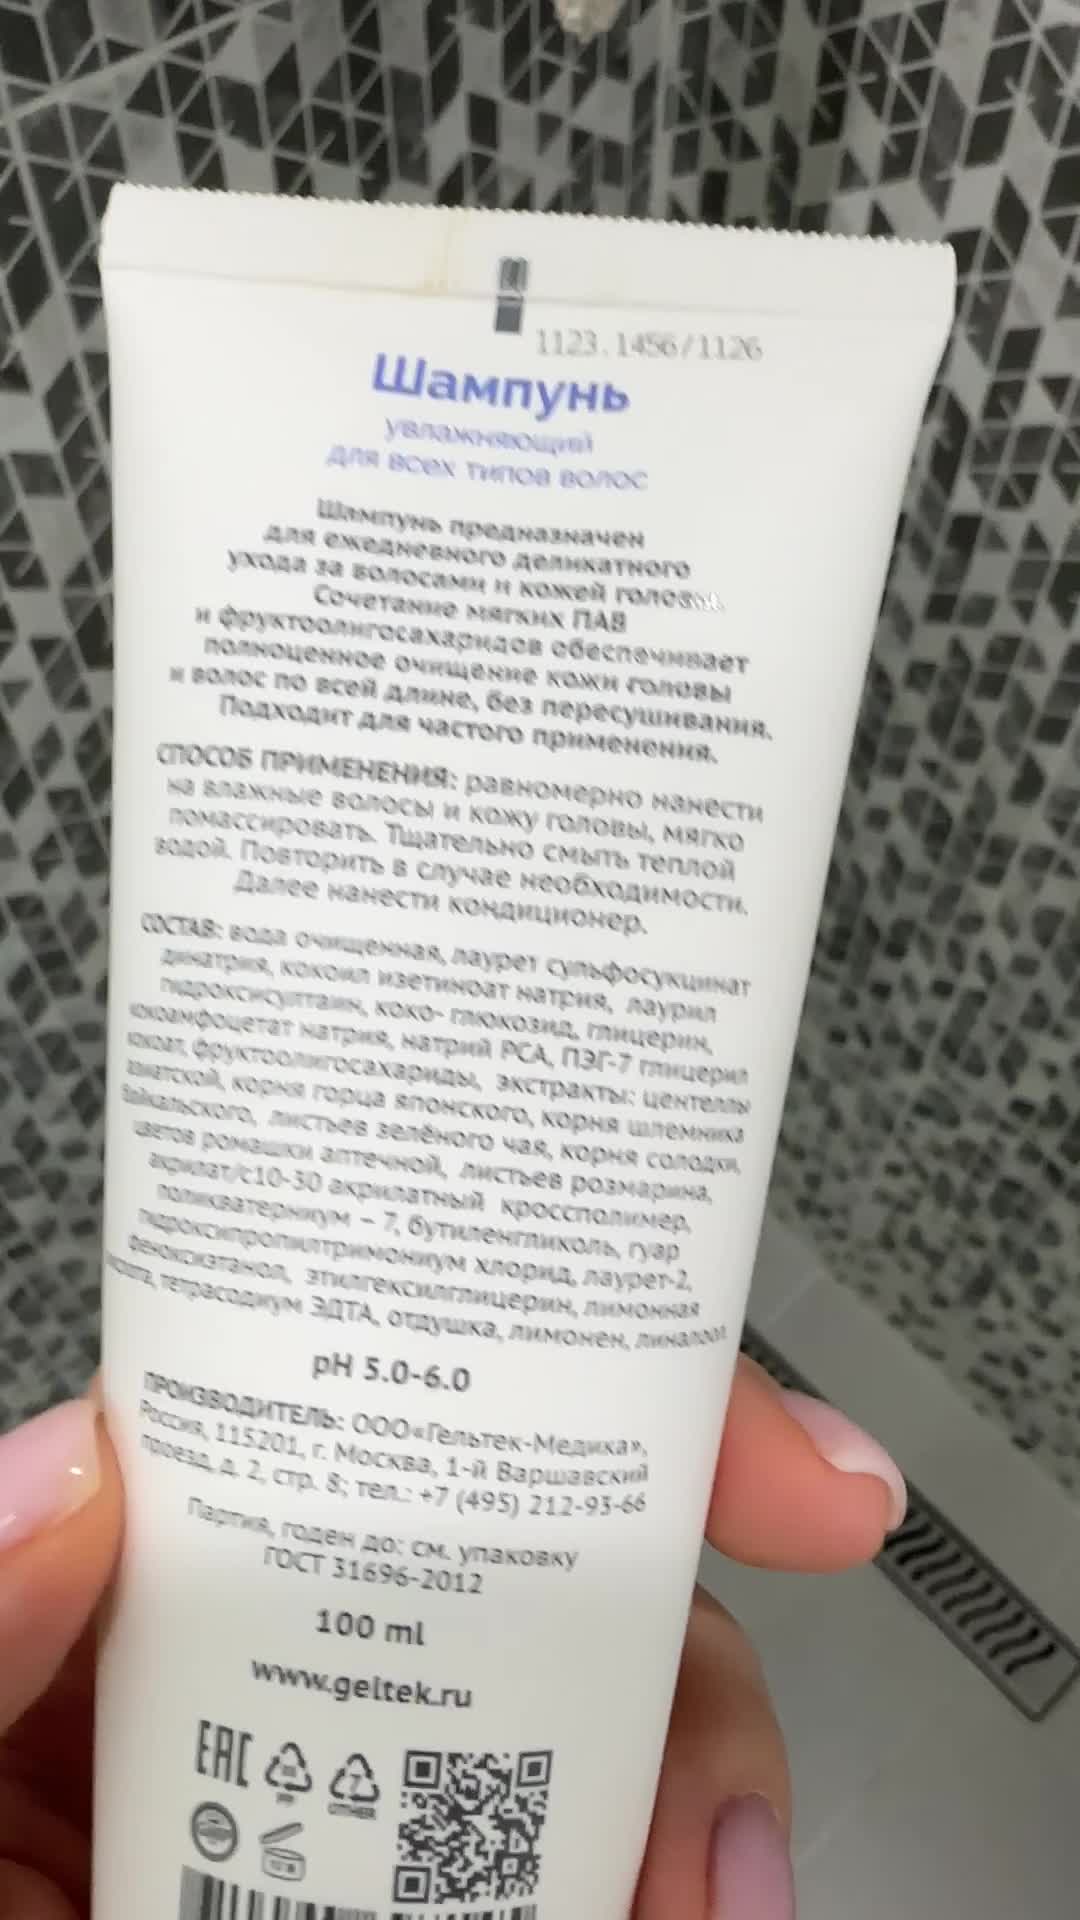 1123.1456/1126
Шампунь
увлажняющий
для всех типов волос
Шампунь предназначен
для ежедневного деликатного
ухода за волосами и кожей головы.
Сочетание мягких ПАВ
и фруктоолигосахаридов обеспечивает
полноценное очищение кожи головы
и волос по всей длине, без пересушивания.
Подходит для частого применения.
СПОСОБ ПРИМЕНЕНИЯ: равномерно нанести
на влажные волосы и кожу головы, мягко
помассировать. Тщательно смыть теплой
водой. Повторить в случае необходимости.
Далее нанести кондиционер.
СОСТАВ: вода очищенная, лаурет сульфосукцинат
динатрия, кокоил изетиноат натрия, лаурил
гидроксисултаин, коко- глюкозид, глицерин,
кокоамфоцетат натрия, натрий PCA, ПЭГ-7 глицерил
кокоат, фруктоолигосахариды, экстракты: центеллы
азиатской, корня горца японского, корня шлемника
байкальского, листьев зелёного чая, корня солодки,
цветов ромашки аптечной, листьев розмарина,
акрилат/с10-30 акрилатный кроссполимер,
поликватерниум – 7, бутиленгликоль, гуар
гидроксипропилтримониум хлорид, лаурет-2,
феноксиэтанол, этилгексилглицерин, лимонная
кислота, тетрасодиум ЭДТА, отдушка, лимонен, линалоол
pH 5.0-6.0
ПРОИЗВОДИТЕЛЬ: ООО«Гельтек-Медика»,
Россия, 115201, г. Москва, 1-й Варшавский
проезд, д. 2, стр. 8; тел.: +7 (495) 212-93-66
Партия, годен до: см. упаковку
ГОСТ 31696-2012
100 ml
www.geltek.ru
EAC
PP
7
OTHER